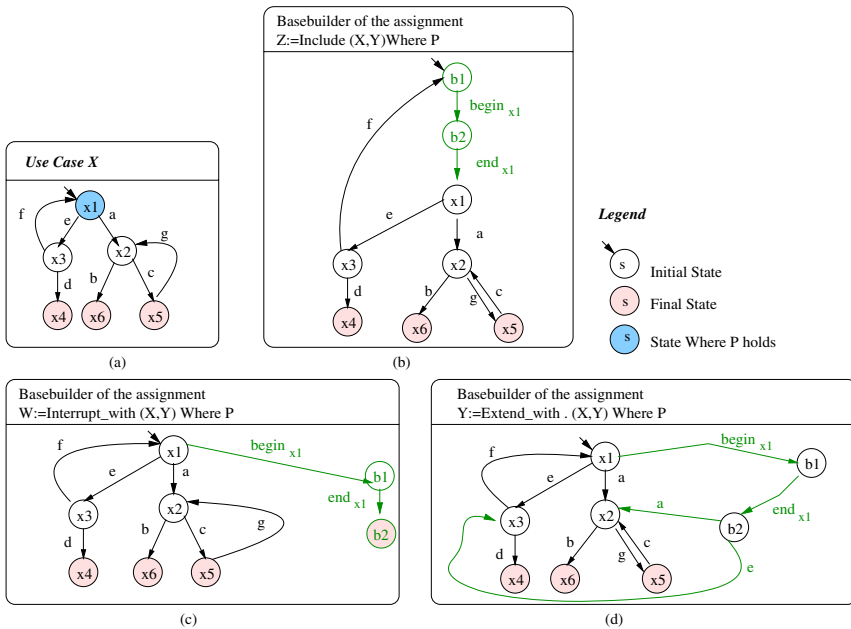 Basebuilder of the assignment
Z:=Include (X,Y)Where P
b1
begin x1
f
b2
end x1
x1
e
a
x3
x2
d
b
g
c
x4
x6
x5
(b)
Use Case X
x1
f
e
a
g
x3
x2
d
b
c
x4
x6
x5
(a)
Legend
s
Initial State
s
Final State
s
State Where P holds
Basebuilder of the assignment
W:=Interrupt_with (X,Y) Where P
f
x1
begin x1
e
a
b1
end x1
x3
x2
b
c
g
b2
d
x4
x6
x5
(c)
Basebuilder of the assignment
Y:=Extend_with . (X,Y) Where P
f
x1
begin x1
b1
e
a
end x1
x3
x2
a
b2
d
b
g
c
e
x4
x6
x5
(d)